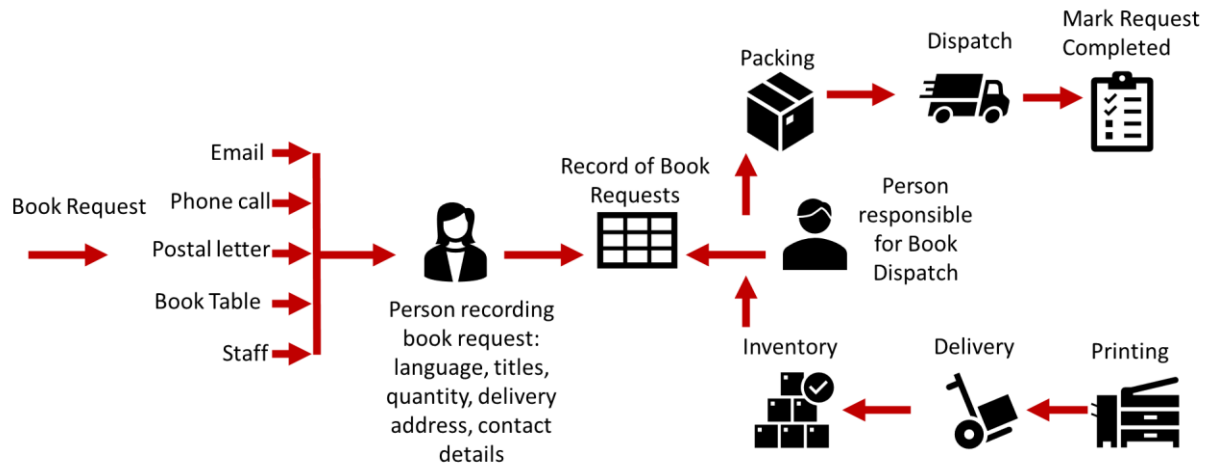 Book Request
Email
Phone call
Postal letter
Book Table
Staff
Person recording
book request:
language, titles,
quantity, delivery
address, contact
details
Record of Book
Requests
Packing
Dispatch
Mark Request
Completed
Person
responsible
for Book
Dispatch
Inventory
Delivery
Printing